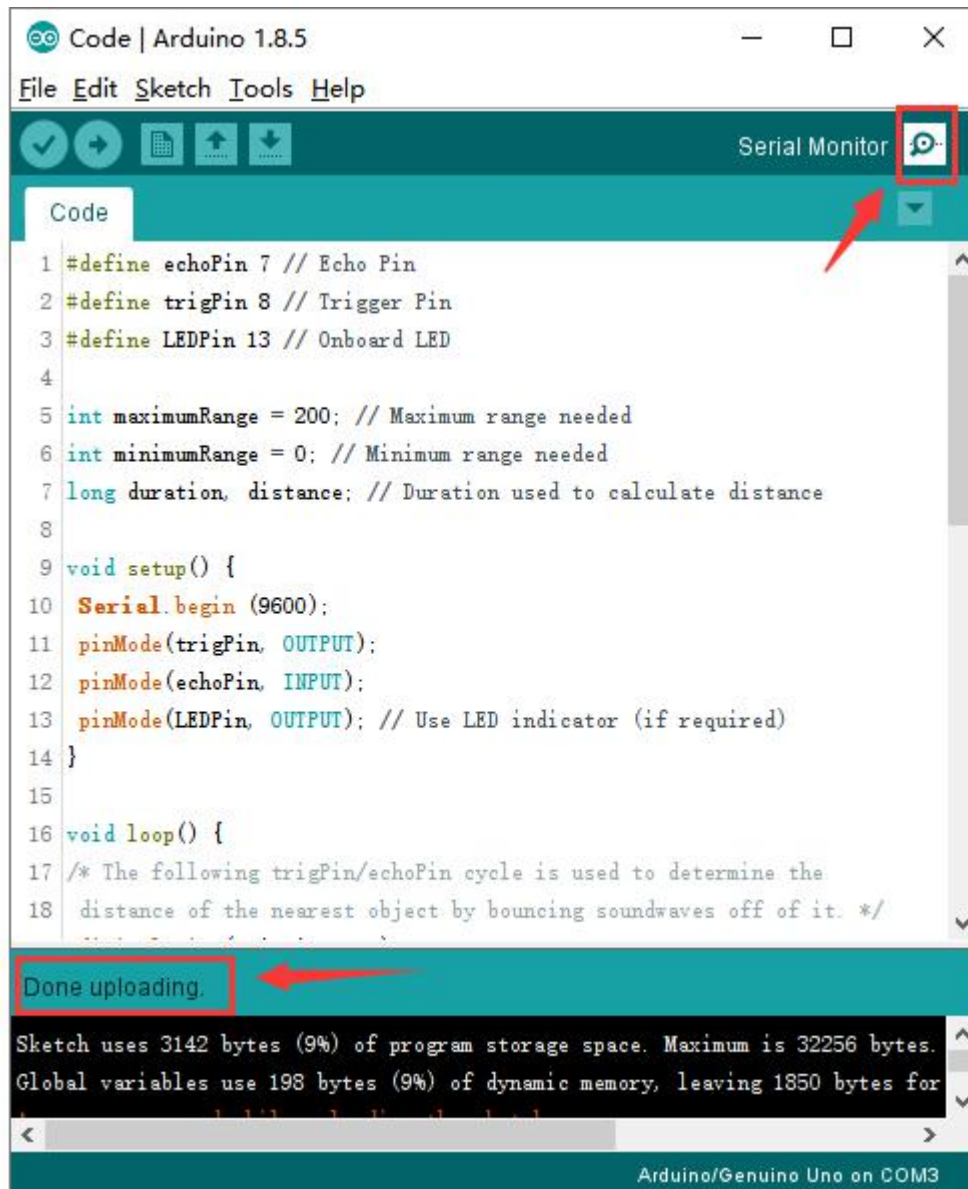 Code | Arduino 1.8.5
File Edit Sketch Tools Help
Serial Monitor
Code
1 #define echoPin 7 // Echo Pin
2 #define trigPin 8 // Trigger Pin
3 #define LEDPin 13 // Onboard LED
4
5 int maximumRange = 200; // Maximum range needed
6 int minimumRange = 0; // Minimum range needed
7 long duration, distance; // Duration used to calculate distance
8
9 void setup() {
10 Serial.begin (9600);
11 pinMode(trigPin, OUTPUT);
12 pinMode(echoPin, INPUT);
13 pinMode(LEDPin, OUTPUT); // Use LED indicator (if required)
14 }
15
16 void loop() {
17 /* The following trigPin/echoPin cycle is used to determine the
18 distance of the nearest object by bouncing soundwaves off of it. */
Done uploading.
Sketch uses 3142 bytes (9%) of program storage space. Maximum is 32256 bytes.
Global variables use 198 bytes (9%) of dynamic memory, leaving 1850 bytes for
Arduino/Genuino Uno on COM3